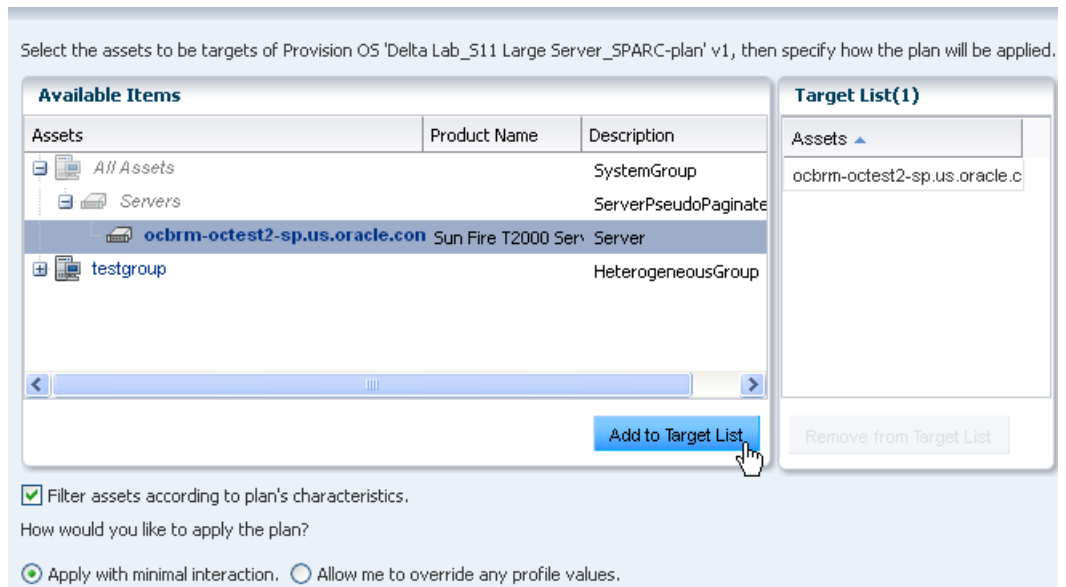 Select the assets to be targets of Provision OS 'Delta Lab_S11 Large Server_SPARC-plan' v1, then specify how the plan will be applied.
Available Items
Assets Product Name Description
All Assets SystemGroup
Servers ServerPseudoPaginate
ocbrm-octest2-sp.us.oracle.con Sun Fire T2000 Serv Server
testgroup HeterogeneousGroup
Add to Target List
Target List(1)
Assets
ocbrm-octest2-sp.us.oracle.c
Remove from Target List
Filter assets according to plan's characteristics.
How would you like to apply the plan?
Apply with minimal interaction. Allow me to override any profile values.